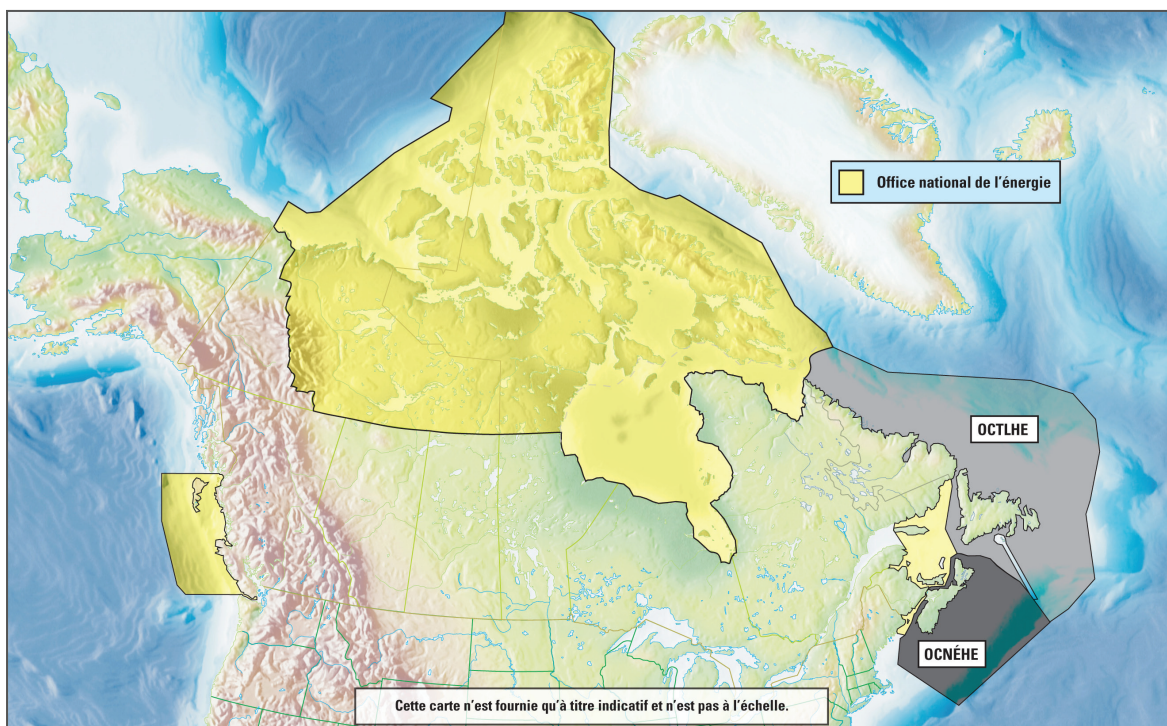 Office national de l'énergie
OCTLHE
OCNÉHE
Cette carte n'est fournie qu'à titre indicatif et n'est pas à l'échelle.